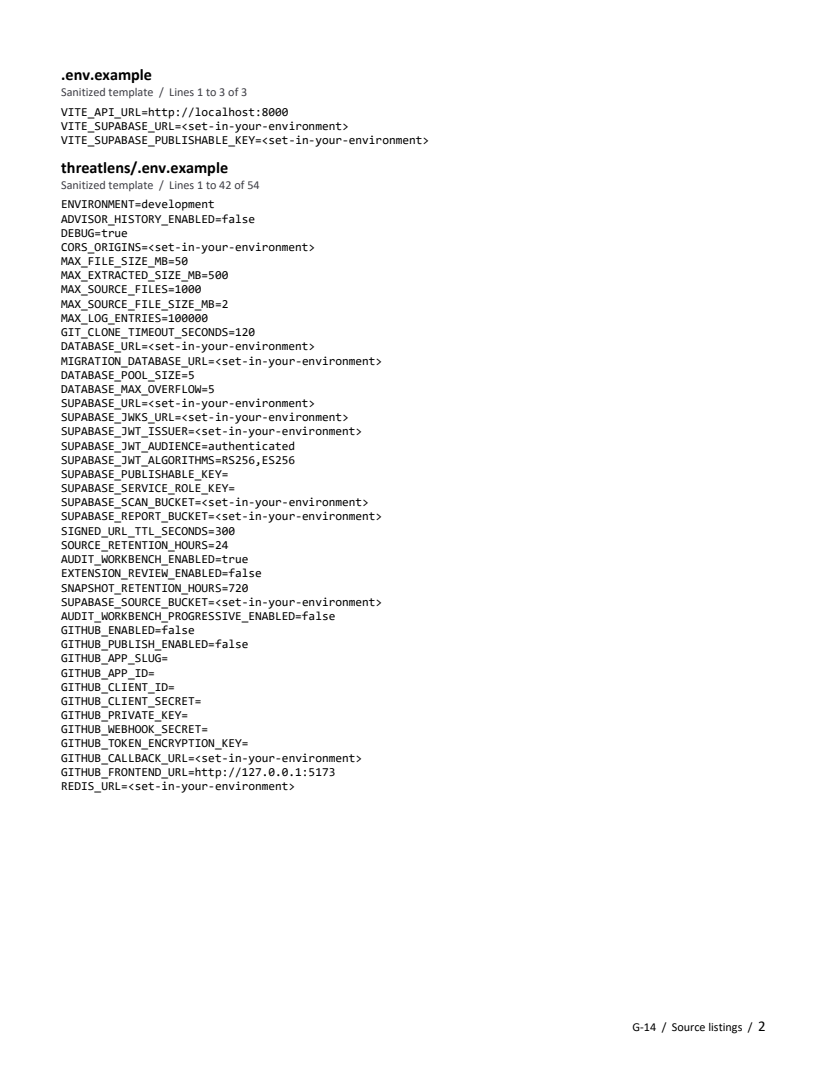 .env.example
Sanitized template / Lines 1 to 3 of 3
VITE_API_URL=http://localhost:8000
VITE_SUPABASE_URL=<set-in-your-environment>
VITE_SUPABASE_PUBLISHABLE_KEY=<set-in-your-environment>
threatlens/.env.example
Sanitized template / Lines 1 to 42 of 54
ENVIRONMENT=development
ADVISOR_HISTORY_ENABLED=false
DEBUG=true
CORS_ORIGINS=<set-in-your-environment>
MAX_FILE_SIZE_MB=50
MAX_EXTRACTED_SIZE_MB=500
MAX_SOURCE_FILES=1000
MAX_SOURCE_FILE_SIZE_MB=2
MAX_LOG_ENTRIES=100000
GIT_CLONE_TIMEOUT_SECONDS=120
DATABASE_URL=<set-in-your-environment>
MIGRATION_DATABASE_URL=<set-in-your-environment>
DATABASE_POOL_SIZE=5
DATABASE_MAX_OVERFLOW=5
SUPABASE_URL=<set-in-your-environment>
SUPABASE_JWKS_URL=<set-in-your-environment>
SUPABASE_JWT_ISSUER=<set-in-your-environment>
SUPABASE_JWT_AUDIENCE=authenticated
SUPABASE_JWT_ALGORITHMS=RS256,ES256
SUPABASE_PUBLISHABLE_KEY=
SUPABASE_SERVICE_ROLE_KEY=
SUPABASE_SCAN_BUCKET=<set-in-your-environment>
SUPABASE_REPORT_BUCKET=<set-in-your-environment>
SIGNED_URL_TTL_SECONDS=300
SOURCE_RETENTION_HOURS=24
AUDIT_WORKBENCH_ENABLED=true
EXTENSION_REVIEW_ENABLED=false
SNAPSHOT_RETENTION_HOURS=720
SUPABASE_SOURCE_BUCKET=<set-in-your-environment>
AUDIT_WORKBENCH_PROGRESSIVE_ENABLED=false
GITHUB_ENABLED=false
GITHUB_PUBLISH_ENABLED=false
GITHUB_APP_SLUG=
GITHUB_APP_ID=
GITHUB_CLIENT_ID=
GITHUB_CLIENT_SECRET=
GITHUB_PRIVATE_KEY=
GITHUB_WEBHOOK_SECRET=
GITHUB_TOKEN_ENCRYPTION_KEY=
GITHUB_CALLBACK_URL=<set-in-your-environment>
GITHUB_FRONTEND_URL=http://127.0.0.1:5173
REDIS_URL=<set-in-your-environment>
G-14 / Source listings / 2